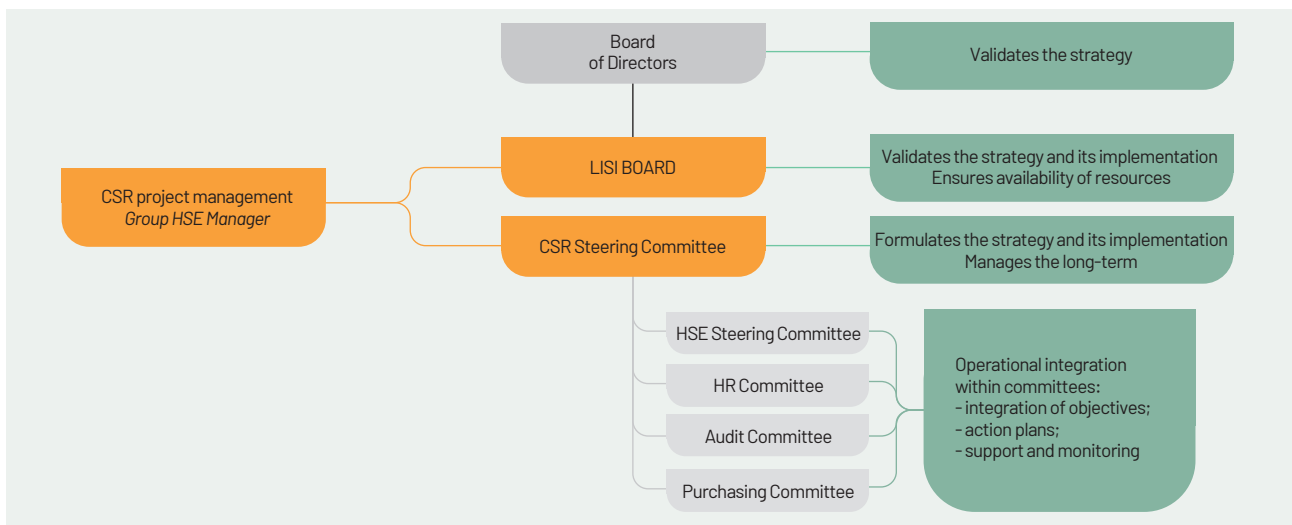 Board
of Directors
Validates the strategy
LISI BOARD
Validates the strategy and its implementation
Ensures availability of resources
CSR project management
Group HSE Manager
CSR Steering Committee
Formulates the strategy and its implementation
Manages the long-term
HSE Steering Committee
HR Committee
Audit Committee
Purchasing Committee
Operational integration
within committees:
- integration of objectives;
- action plans;
- support and monitoring